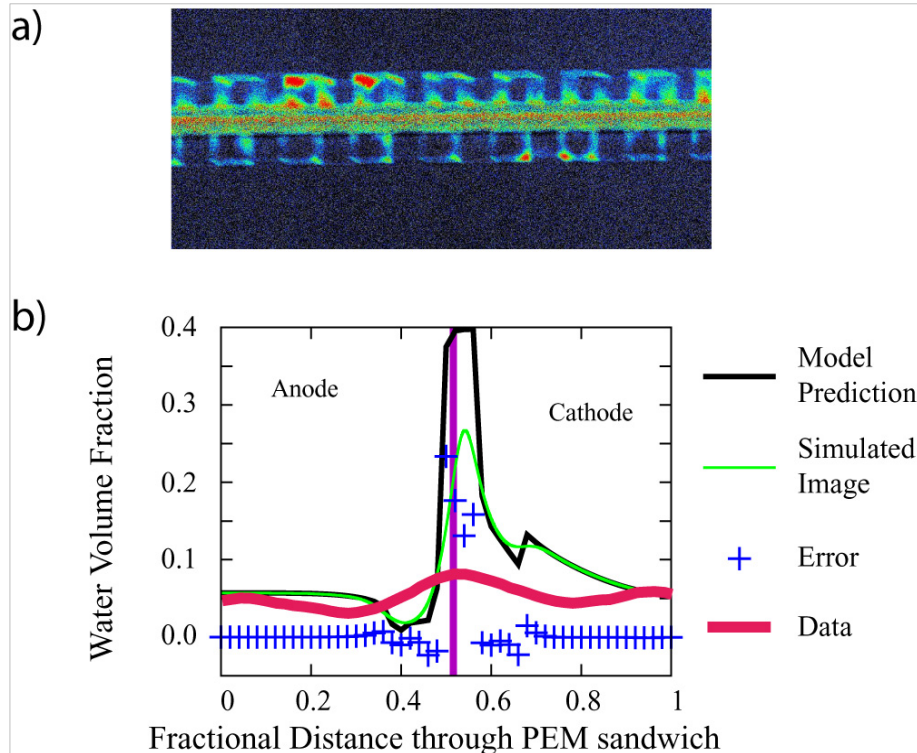 a)
b)
0.4
0.3
0.2
0.1
0.0
Water Volume Fraction
Anode
Cathode
0
0.2
0.4
0.6
0.8
1
Fractional Distance through PEM sandwich
Model
Prediction
Simulated
Image
Error
Data